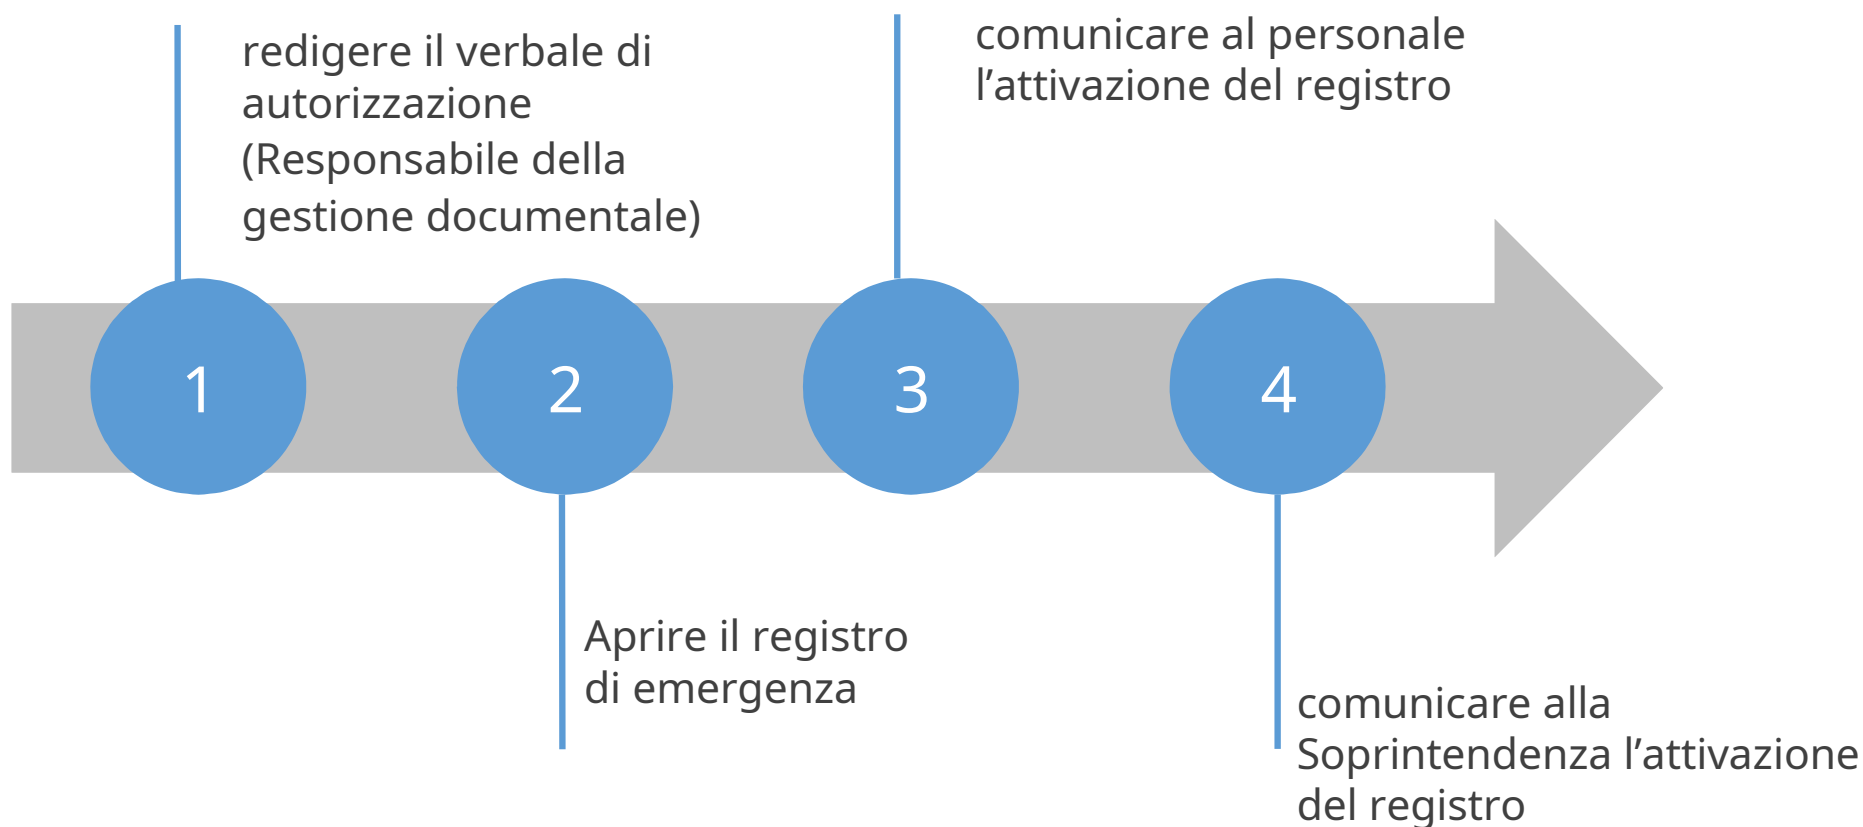 redigere il verbale di
autorizzazione
(Responsabile della
gestione documentale)
comunicare al personale
l’attivazione del registro
1
2
3
4
Aprire il registro
di emergenza
comunicare alla
Soprintendenza l’attivazione
del registro